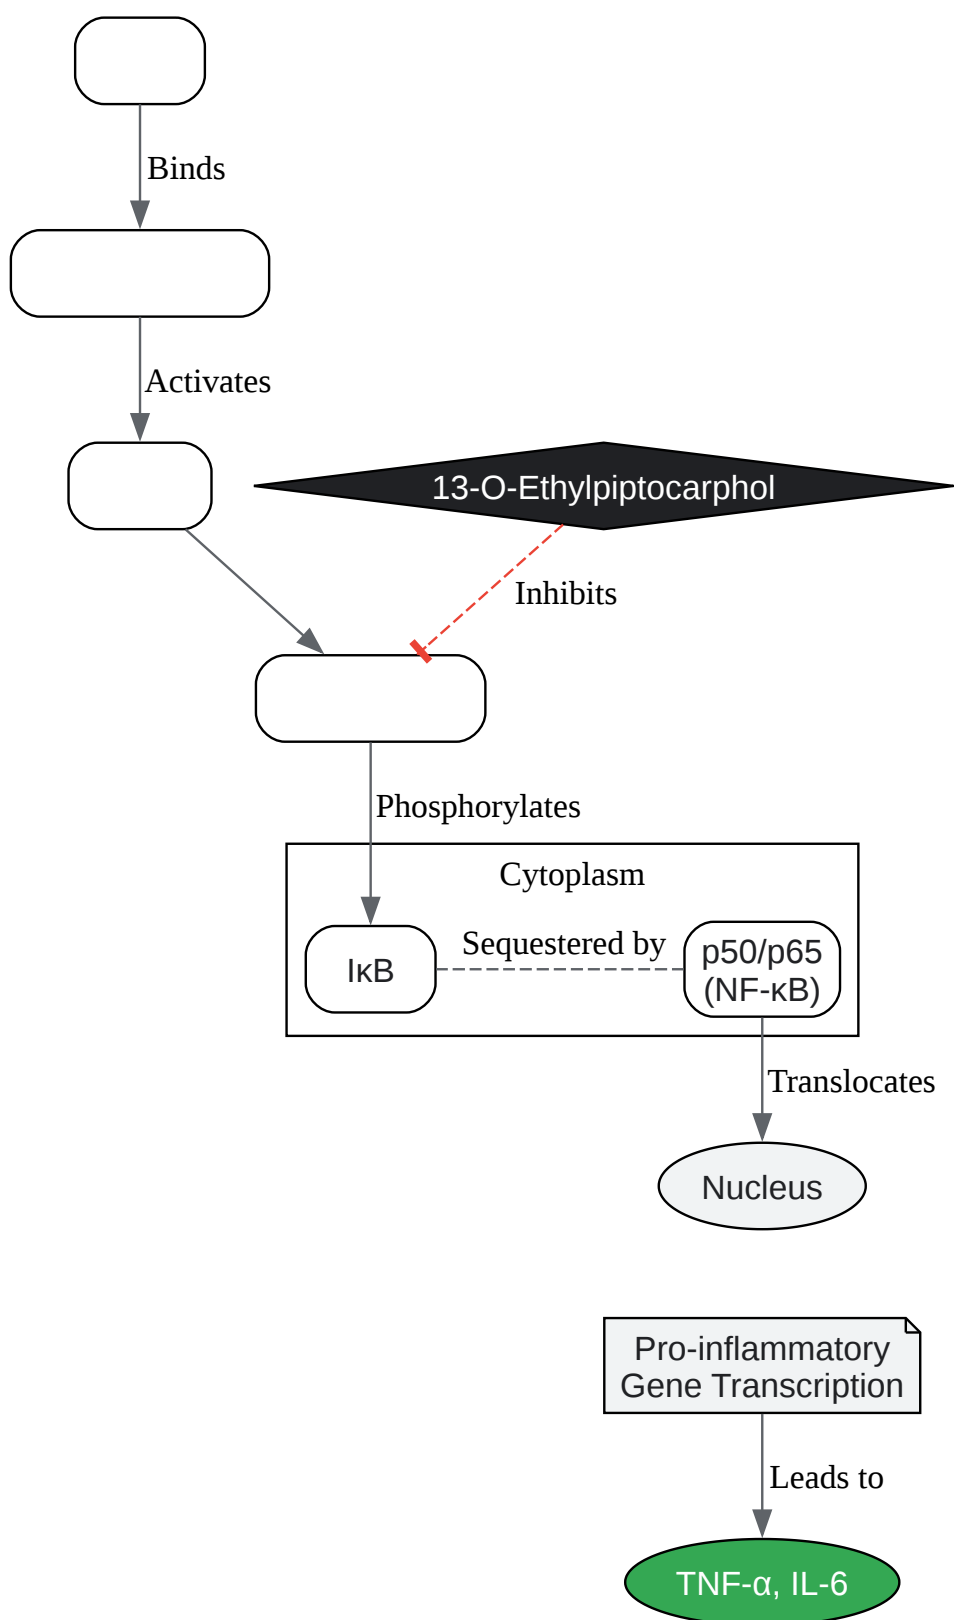 Binds
Activates
13-O-Ethylpiptocarphol
Inhibits
Phosphorylates
Cytoplasm
Sequestered by
IκB
p50/p65
(NF-κB)
Translocates
Nucleus
Pro-inflammatory
Gene Transcription
Leads to
TNF-α, IL-6